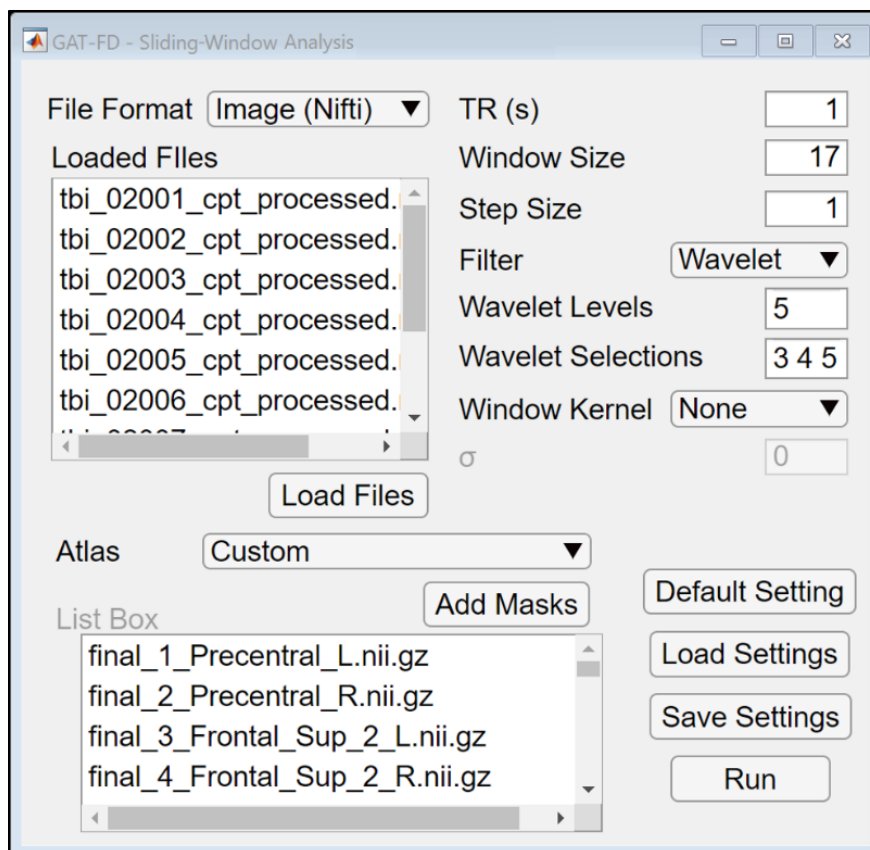 GAT-FD - Sliding-Window Analysis
File Format Image (Nifti)
Loaded FIles
tbi_02001_cpt_processed.
tbi_02002_cpt_processed.
tbi_02003_cpt_processed.
tbi_02004_cpt_processed.
tbi_02005_cpt_processed.
tbi_02006_cpt_processed.
Load Files
TR (s) 1
Window Size 17
Step Size 1
Filter Wavelet
Wavelet Levels 5
Wavelet Selections 3 4 5
Window Kernel None
σ 0
Atlas Custom
Add Masks
List Box
final_1_Precentral_L.nii.gz
final_2_Precentral_R.nii.gz
final_3_Frontal_Sup_2_L.nii.gz
final_4_Frontal_Sup_2_R.nii.gz
Default Setting
Load Settings
Save Settings
Run